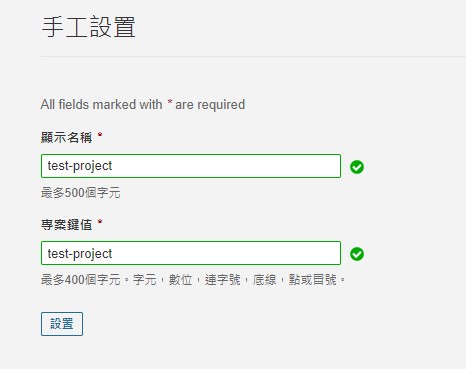 手工設置
All fields marked with * are required
顯示名稱 *
test-project
最多500個字元
專案鍵值 *
test-project
最多400個字元。字元，數位，連字號，底線，點或冒號。
設置